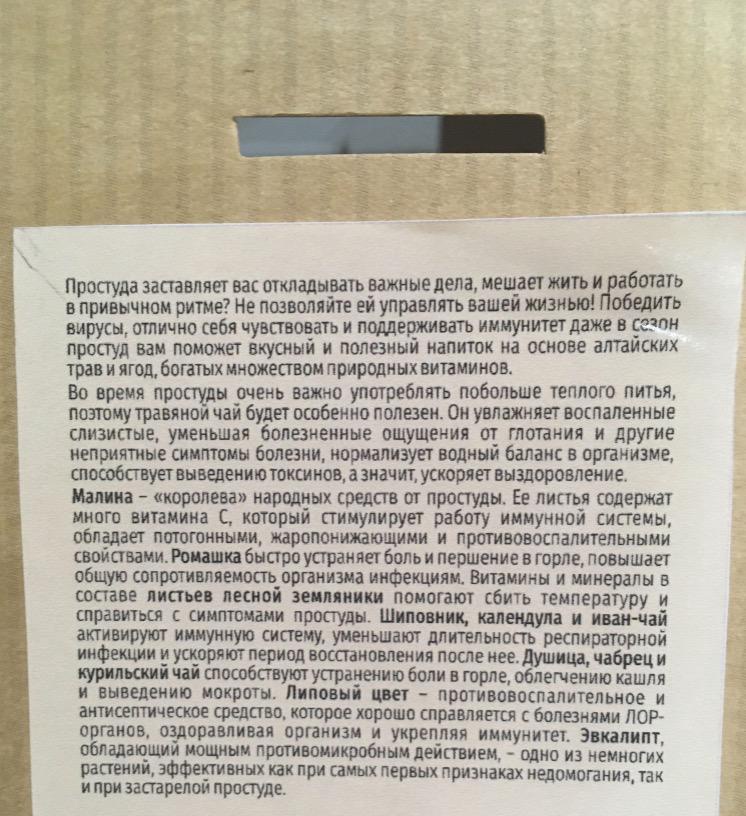 Простуда заставляет вас откладывать важные дела, мешает жить и работать
в привычном ритме? Не позволяйте ей управлять вашей жизнью! Победить
вирусы, отлично себя чувствовать и поддерживать иммунитет даже в сезон
простуд вам поможет вкусный и полезный напиток на основе алтайских
трав и ягод, богатых множеством природных витаминов.
Во время простуды очень важно употреблять побольше теплого питья,
поэтому травяной чай будет особенно полезен. Он увлажняет воспаленные
слизистые, уменьшая болезненные ощущения от глотания и другие
неприятные симптомы болезни, нормализует водный баланс в организме,
способствует выведению токсинов, а значит, ускоряет выздоровление.
Малина – «королева» народных средств от простуды. Ее листья содержат
много витамина С, который стимулирует работу иммунной системы,
обладает потогонными, жаропонижающими и противовоспалительными
свойствами. Ромашка быстро устраняет боль и першение в горле, повышает
общую сопротивляемость организма инфекциям. Витамины и минералы в
составе листьев лесной земляники помогают сбить температуру и
справиться с симптомами простуды. Шиповник, календула и иван-чай
активируют иммунную систему, уменьшают длительность респираторной
инфекции и ускоряют период восстановления после нее. Душица, чабрец и
курильский чай способствуют устранению боли в горле, облегчению кашля
и выведению мокроты. Липовый цвет – противовоспалительное и
антисептическое средство, которое хорошо справляется с болезнями ЛОР-
органов, оздоравливая организм и укрепляя иммунитет. Эвкалипт,
обладающий мощным противомикробным действием, – одно из немногих
растений, эффективных как при самых первых признаках недомогания, так
и при застарелой простуде.